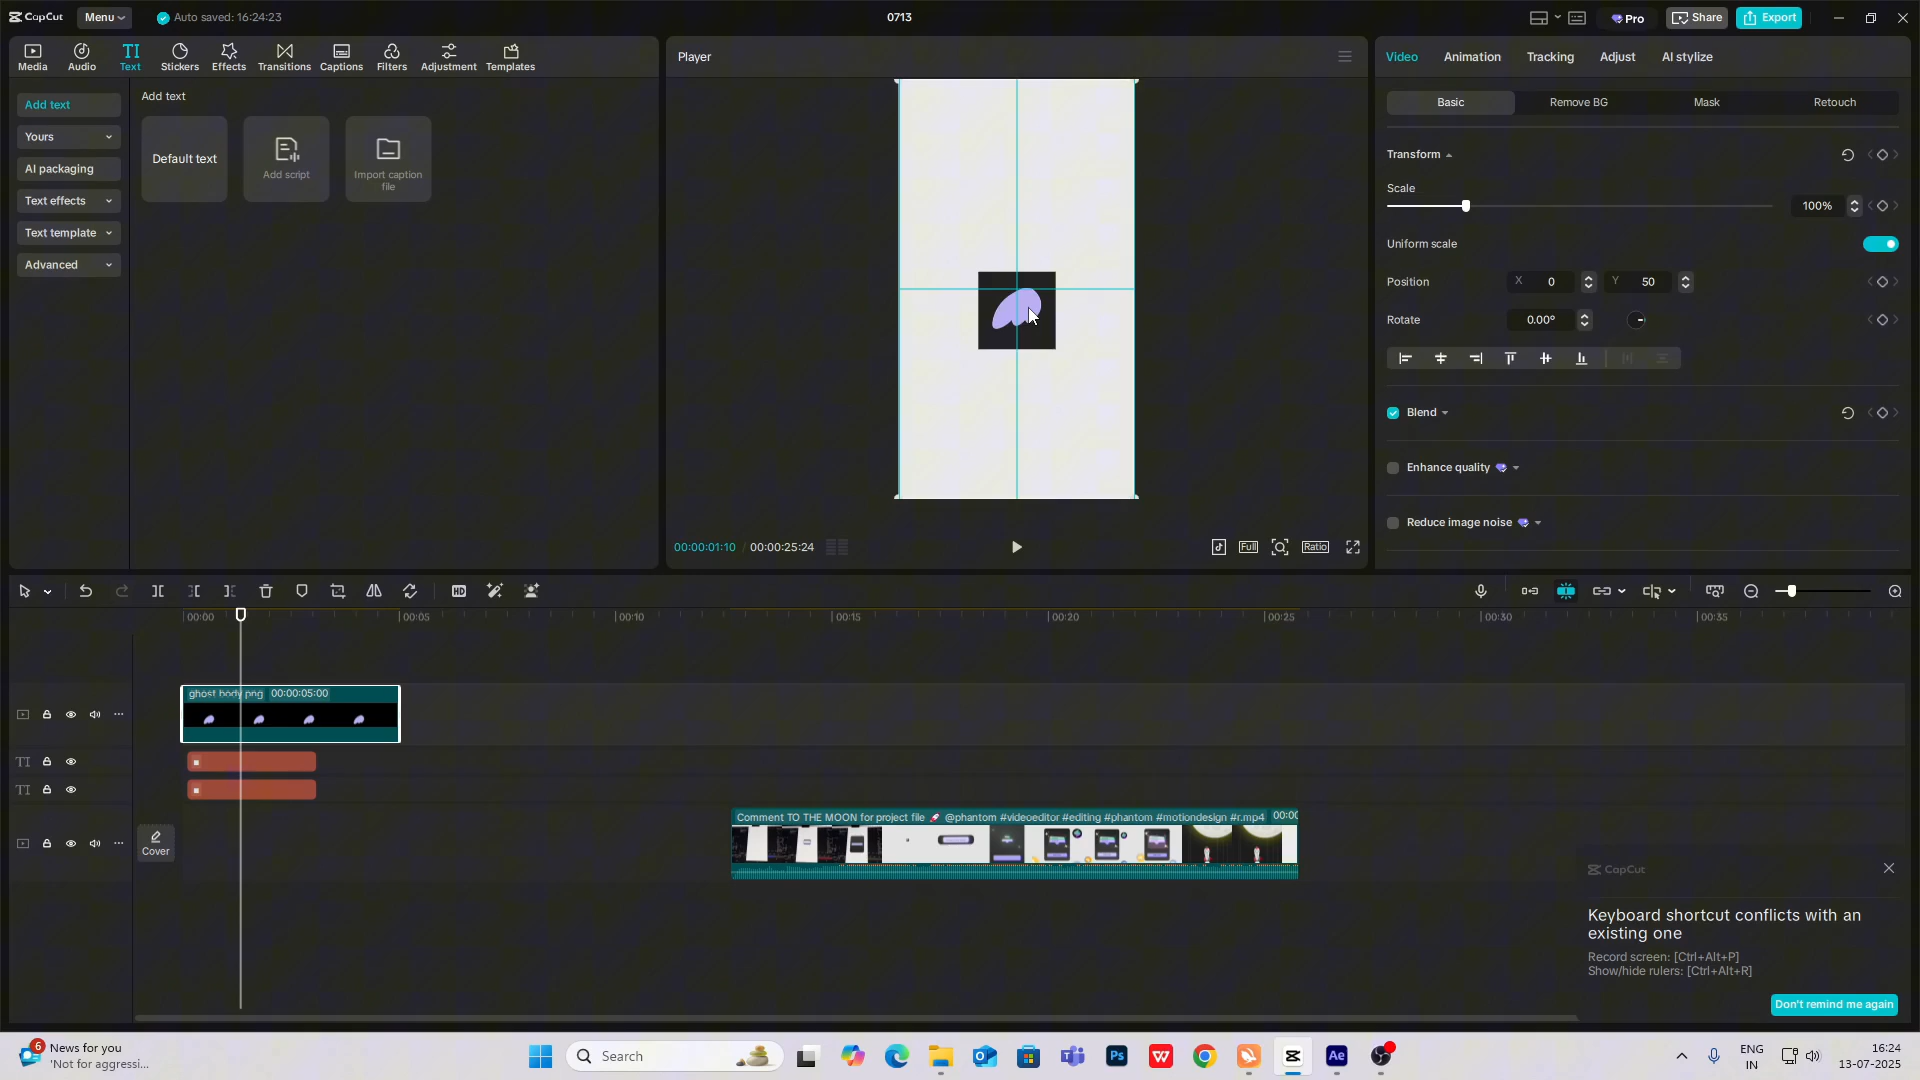 CapCut
Menu
Auto saved: 16:24:23
0713
Pro
Share
Export
Media
Audio
TI
Text
Stickers
Effects
Transitions
Captions
Filters
Adjustment
Templates
Player
Video
Animation
Tracking
Adjust
AI stylize
Add text
Yours
AI packaging
Text effects
Text template
Advanced
Add text
Default text
Add script
Import caption
file
00:00:01:10 / 00:00:25:24
Full
Ratio
Basic
Remove BG
Mask
Retouch
Transform
Scale
100%
Uniform scale
Position
X 0
Y 50
Rotate
0.00°
Blend
Enhance quality
Reduce image noise
HD
00:00
00:05
00:10
00:15
00:20
00:25
00:30
00:35
ghost body png 00:00:05:00
TI
TI
Cover
Comment TO THE MOON for project file 🚀 @phantom #videoeditor #editing #phantom #motiondesign #r.mp4 00:00
CapCut
Keyboard shortcut conflicts with an
existing one
Record screen: [Ctrl+Alt+P]
Show/hide rulers: [Ctrl+Alt+R]
Don't remind me again
6
News for you
'Not for aggressi...
Search
Ps
W
Ae
ENG
IN
16:24
13-07-2025